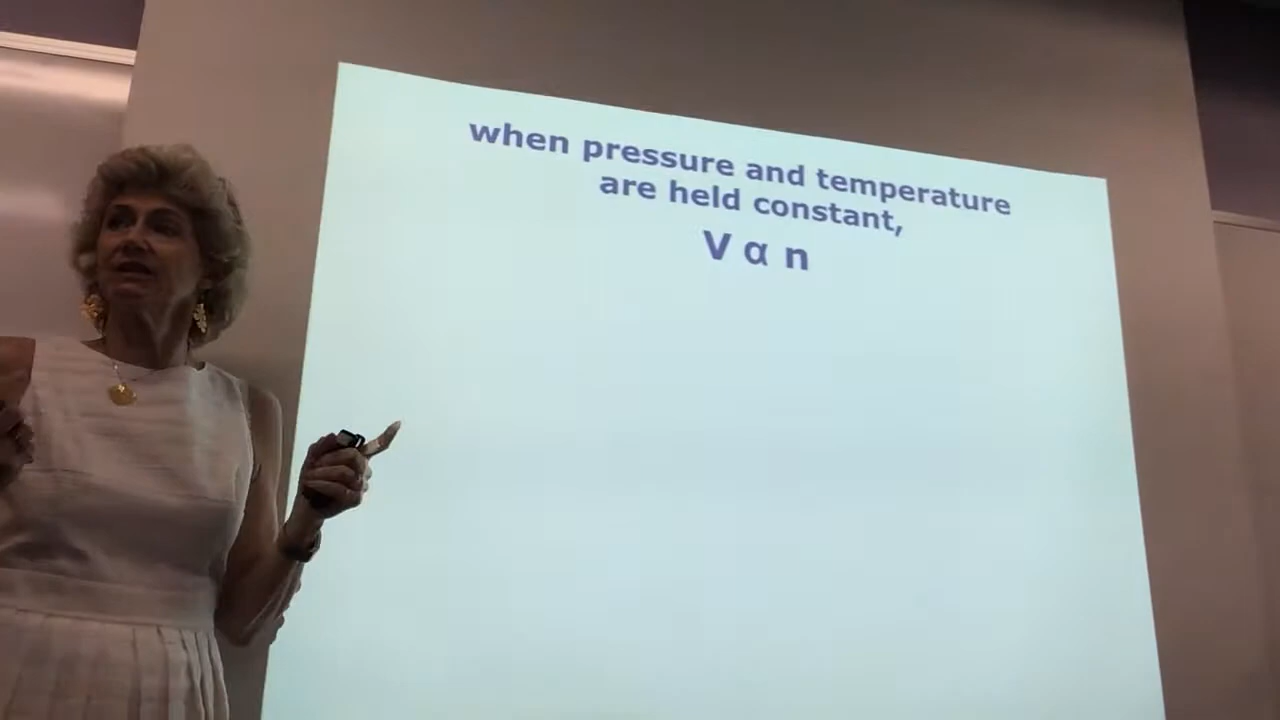 when pressure and temperature
are held constant,
V α n